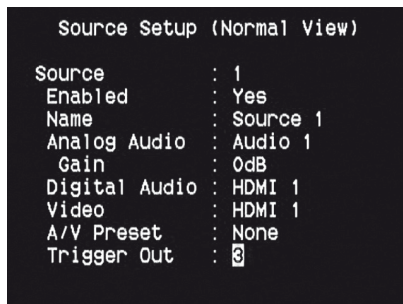 Source Setup (Normal View)
Source : 1
Enabled : Yes
Name : Source 1
Analog Audio : Audio 1
Gain : 0dB
Digital Audio : HDMI 1
Video : HDMI 1
A/V Preset : None
Trigger Out : 3